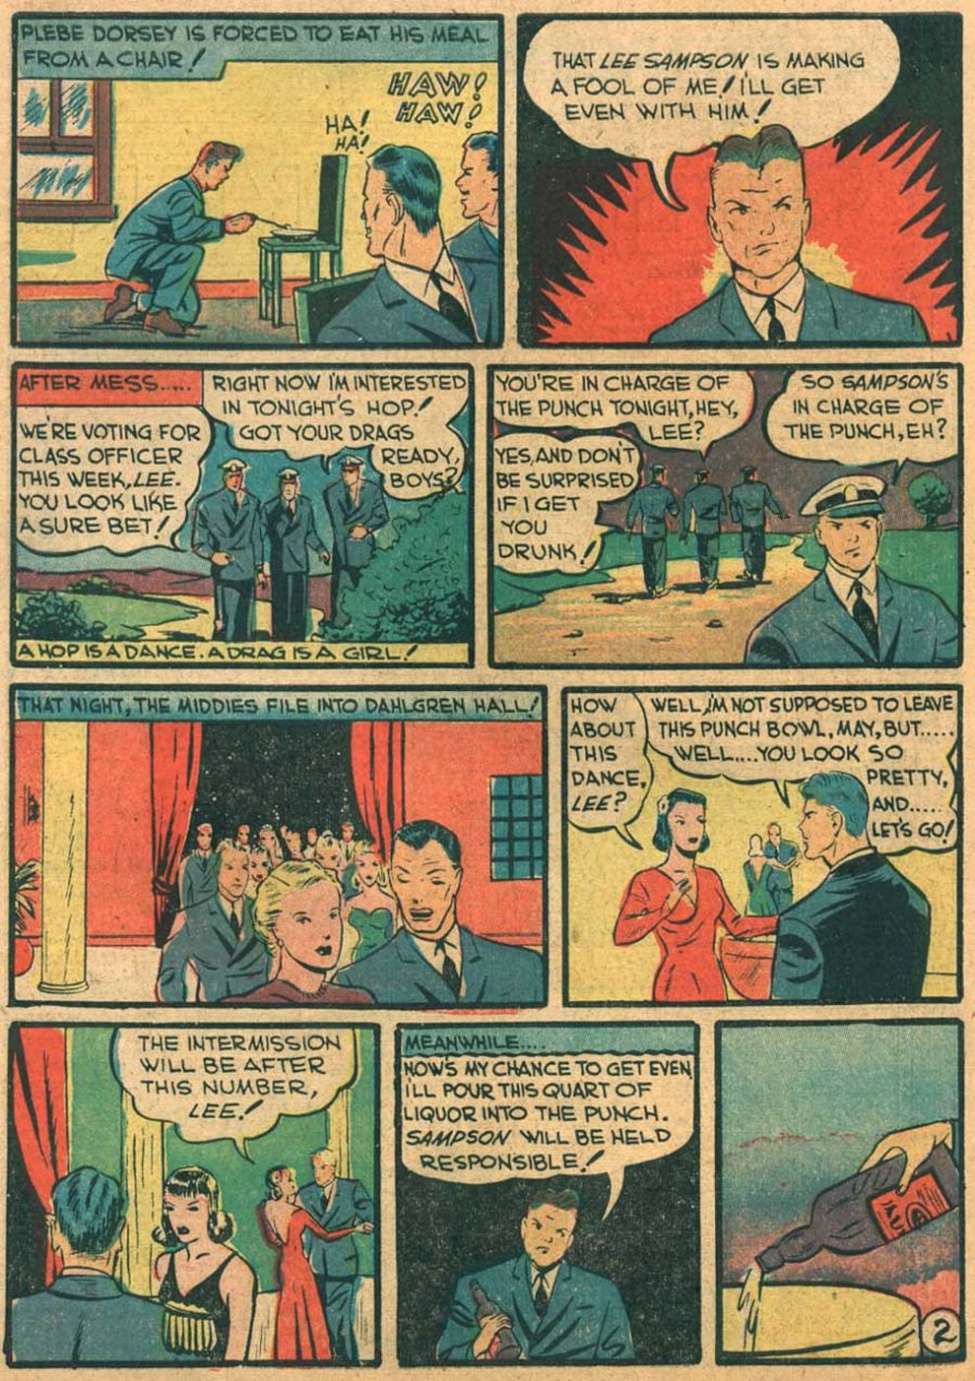 PLEBE DORSEY IS FORCED TO EAT HIS MEAL
FROM A CHAIR!
HAW!
HAW!
HA!
HA!
THAT LEE SAMPSON IS MAKING
A FOOL OF ME! I'LL GET
EVEN WITH HIM!
AFTER MESS.....
WE'RE VOTING FOR
CLASS OFFICER
THIS WEEK, LEE.
YOU LOOK LIKE
A SURE BET!
RIGHT NOW I'M INTERESTED
IN TONIGHT'S HOP!
GOT YOUR DRAGS
READY,
BOYS?
A HOP IS A DANCE. A DRAG IS A GIRL!
YOU'RE IN CHARGE OF
THE PUNCH TONIGHT, HEY,
LEE?
YES, AND DON'T
BE SURPRISED
IF I GET
YOU
DRUNK!
SO SAMPSON'S
IN CHARGE OF
THE PUNCH, EH?
THAT NIGHT, THE MIDDIES FILE INTO DAHLGREN HALL!
HOW
ABOUT
THIS
DANCE,
LEE?
WELL, I'M NOT SUPPOSED TO LEAVE
THIS PUNCH BOWL, MAY, BUT.....
WELL....YOU LOOK SO
PRETTY,
AND.....
LET'S GO!
THE INTERMISSION
WILL BE AFTER
THIS NUMBER,
LEE!
MEANWHILE....
NOW'S MY CHANCE TO GET EVEN.
I'LL POUR THIS QUART OF
LIQUOR INTO THE PUNCH.
SAMPSON WILL BE HELD
RESPONSIBLE!
2